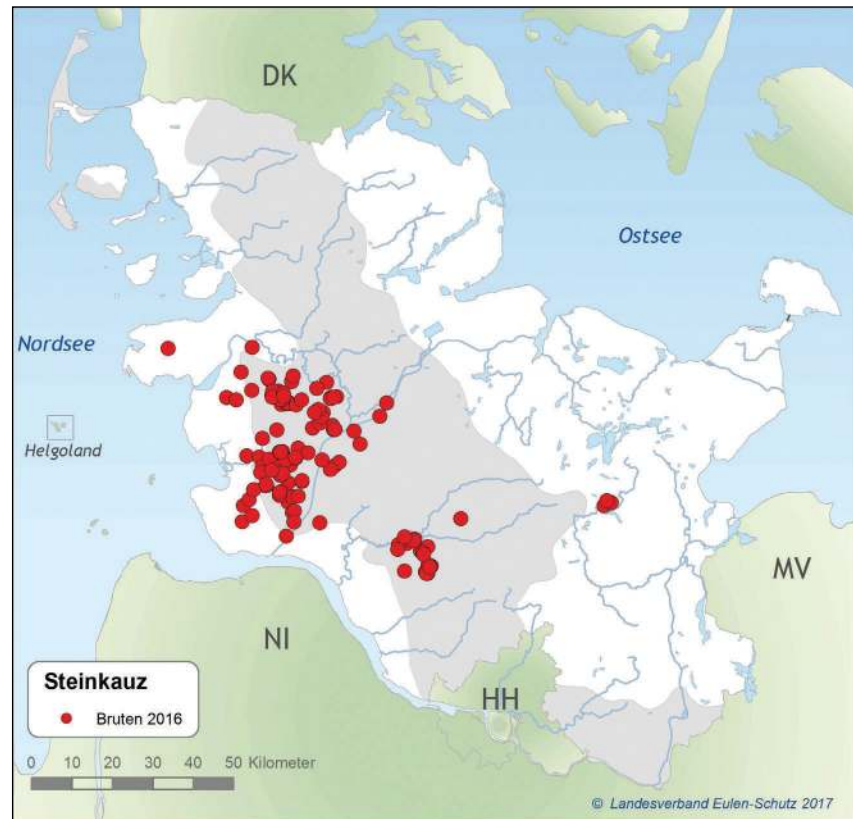 DK
Ostsee
Nordsee
Helgoland
MV
NI
HH
Steinkauz
Bruten 2016
0 10 20 30 40 50 Kilometer
© Landesverband Eulen-Schutz 2017